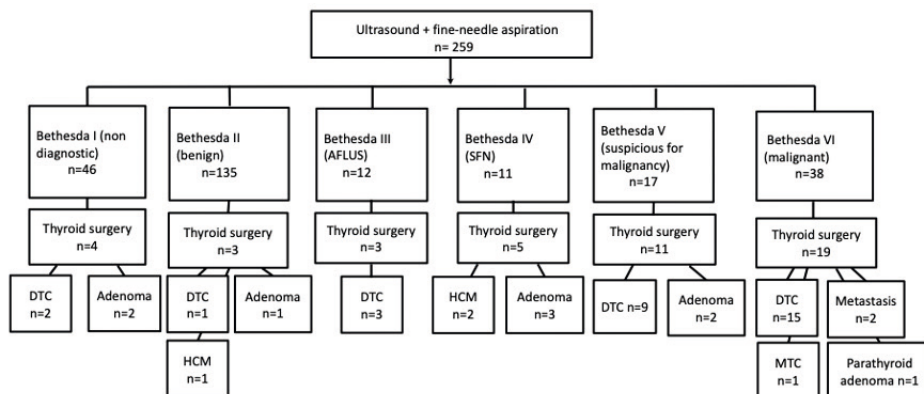 Ultrasound + fine-needle aspiration
n= 259
Bethesda I (non
diagnostic)
n=46
Bethesda II
(benign)
n=135
Bethesda III
(AFLUS)
n=12
Bethesda IV
(SFN)
n=11
Bethesda V
(suspicious for
malignancy)
n=17
Bethesda VI
(malignant)
n=38
Thyroid surgery
n=4
Thyroid surgery
n=3
Thyroid surgery
n=3
Thyroid surgery
n=5
Thyroid surgery
n=11
Thyroid surgery
n=19
DTC
n=2
Adenoma
n=2
DTC
n=1
Adenoma
n=1
DTC
n=3
HCM
n=2
Adenoma
n=3
DTC n=9
Adenoma
n=2
DTC
n=15
Metastasis
n=2
HCM
n=1
MTC
n=1
Parathyroid
adenoma n=1